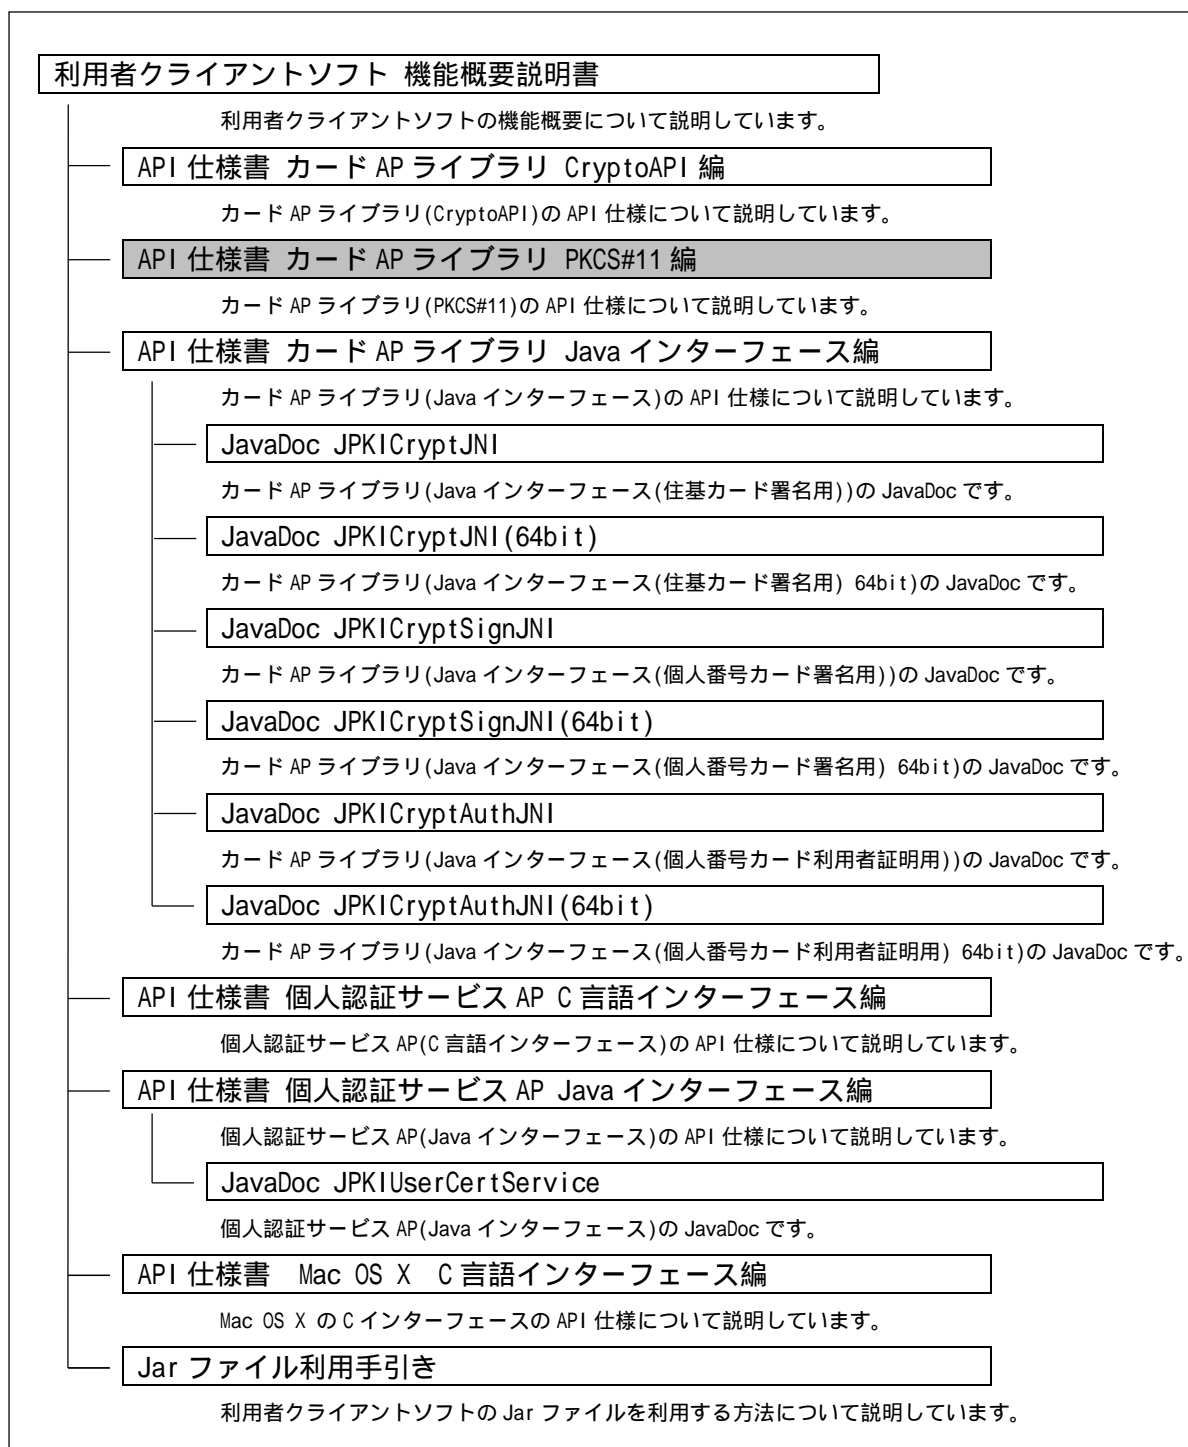 利用者クライアントソフト 機能概要説明書
利用者クライアントソフトの機能概要について説明しています。
API 仕様書 カード AP ライブラリ CryptoAPI 編
カード AP ライブラリ(CryptoAPI)の API 仕様について説明しています。
API 仕様書 カード AP ライブラリ PKCS#11 編
カード AP ライブラリ(PKCS#11)の API 仕様について説明しています。
API 仕様書 カード AP ライブラリ Java インターフェース編
カード AP ライブラリ(Java インターフェース)の API 仕様について説明しています。
JavaDoc JPKICryptJNI
カード AP ライブラリ(Java インターフェース(住基カード署名用))の JavaDoc です。
JavaDoc JPKICryptJNI(64bit)
カード AP ライブラリ(Java インターフェース(住基カード署名用) 64bit)の JavaDoc です。
JavaDoc JPKICryptSignJNI
カード AP ライブラリ(Java インターフェース(個人番号カード署名用))の JavaDoc です。
JavaDoc JPKICryptSignJNI(64bit)
カード AP ライブラリ(Java インターフェース(個人番号カード署名用) 64bit)の JavaDoc です。
JavaDoc JPKICryptAuthJNI
カード AP ライブラリ(Java インターフェース(個人番号カード利用者証明用))の JavaDoc です。
JavaDoc JPKICryptAuthJNI(64bit)
カード AP ライブラリ(Java インターフェース(個人番号カード利用者証明用) 64bit)の JavaDoc です。
API 仕様書 個人認証サービス AP C 言語インターフェース編
個人認証サービス AP(C 言語インターフェース)の API 仕様について説明しています。
API 仕様書 個人認証サービス AP Java インターフェース編
個人認証サービス AP(Java インターフェース)の API 仕様について説明しています。
JavaDoc JPKIUserCertService
個人認証サービス AP(Java インターフェース)の JavaDoc です。
API 仕様書 Mac OS X C 言語インターフェース編
Mac OS X の C インターフェースの API 仕様について説明しています。
Jar ファイル利用手引き
利用者クライアントソフトの Jar ファイルを利用する方法について説明しています。